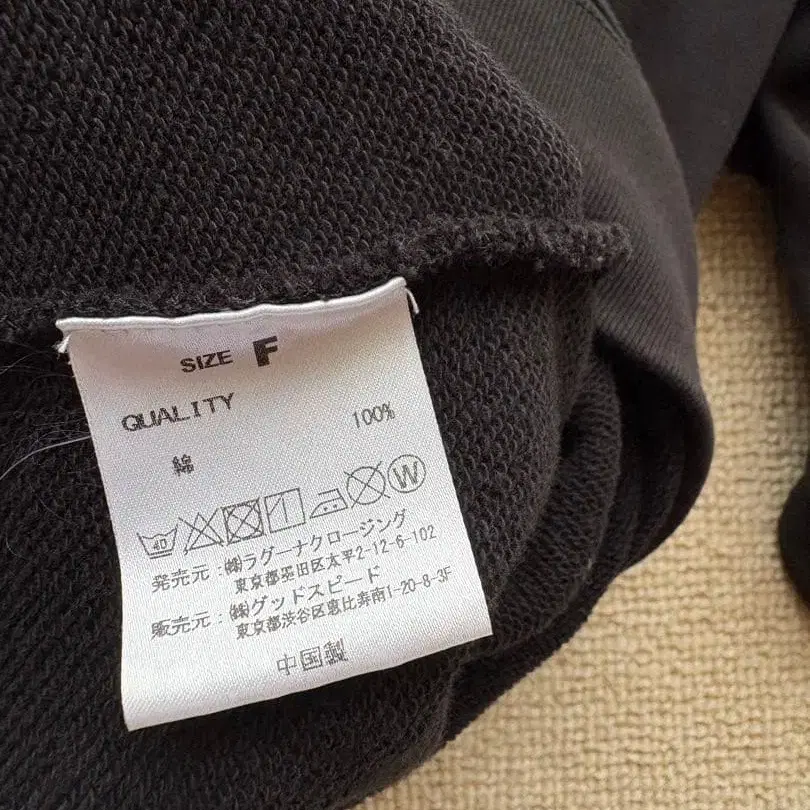 SIZE F
QUALITY
綿 100%
40 W
発売元:㈱ラグーナクロージング
東京都墨田区太平2-12-6-102
販売元:㈱グッドスピード
東京都渋谷区恵比寿南1-20-8-3F
中国製